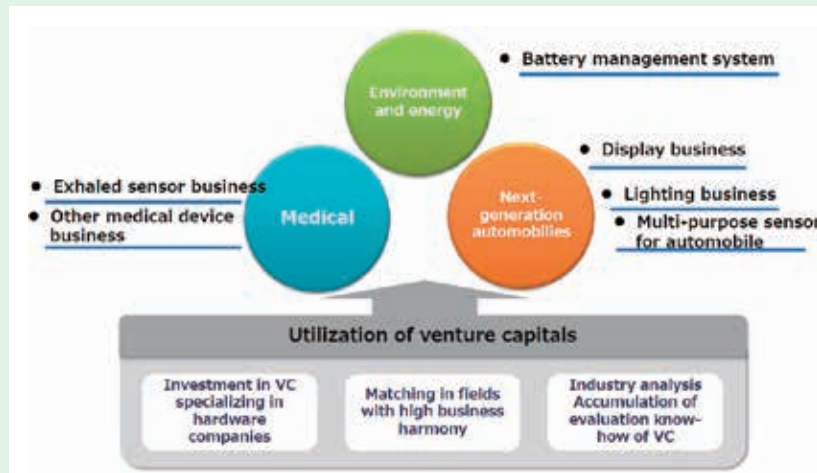 ● Battery management system
Environment
and energy
● Display business
● Exhaled sensor business
● Lighting business
● Other medical device
business
Medical
Next-
generation
automobilies
● Multi-purpose sensor
for automobile
Utilization of venture capitals
Investment in VC
specializing in
hardware
companies
Matching in fields
with high business
harmony
Industry analysis
Accumulation of
evaluation know-
how of VC